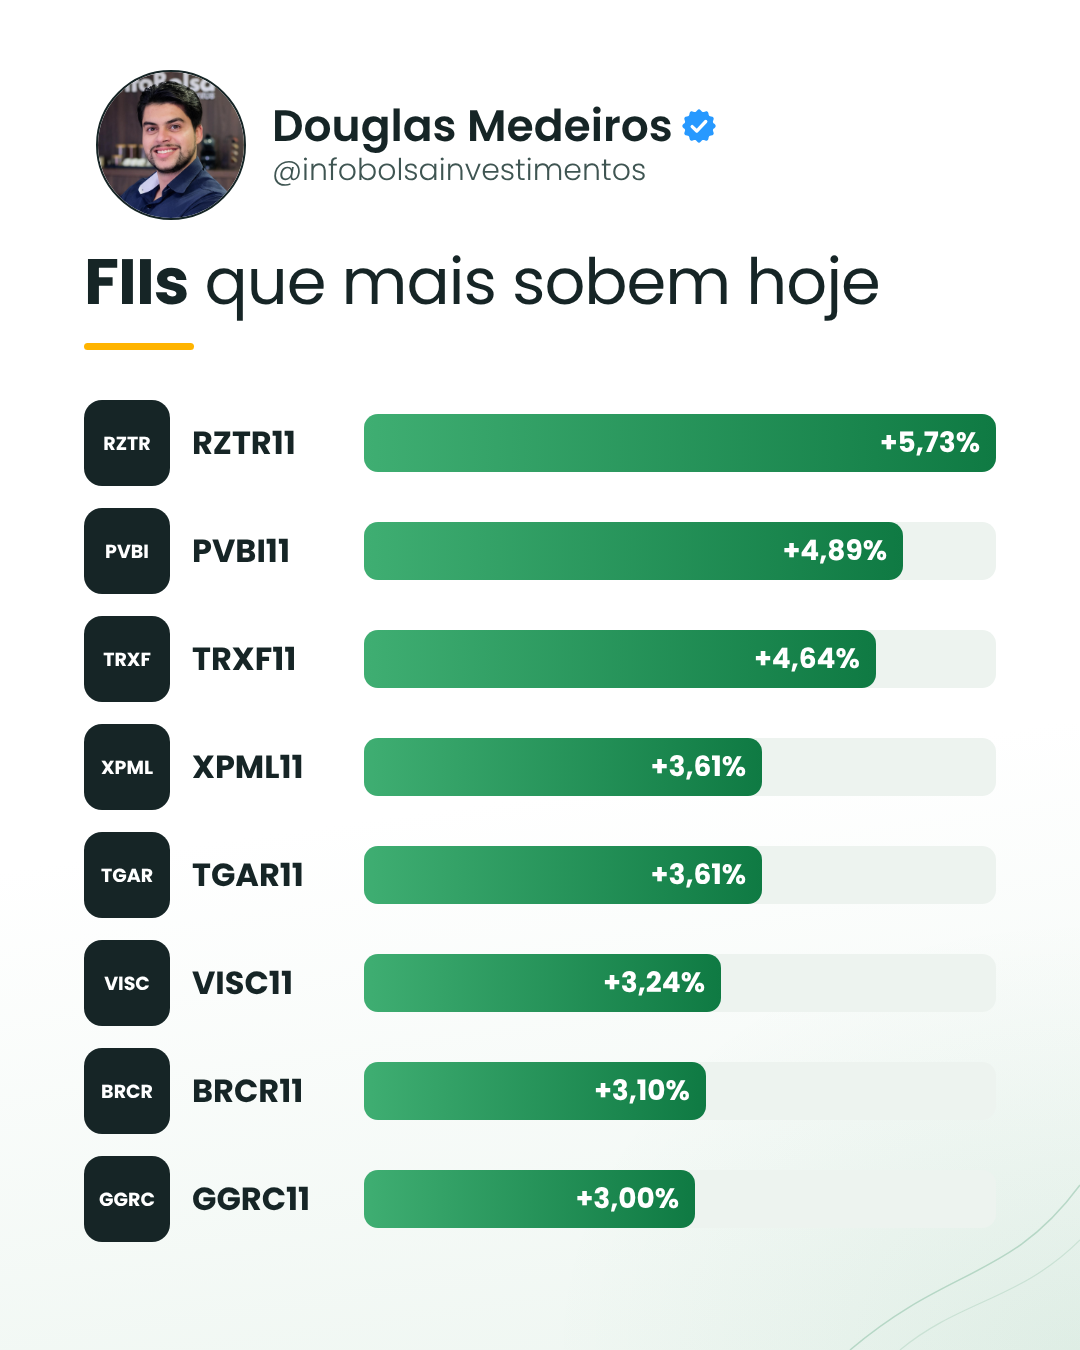 Douglas Medeiros
@infobolsainvestimentos
FIIs que mais sobem hoje
RZTR RZTR11 +5,73%
PVBI PVBI11 +4,89%
TRXF TRXF11 +4,64%
XPML XPML11 +3,61%
TGAR TGAR11 +3,61%
VISC VISC11 +3,24%
BRCR BRCR11 +3,10%
GGRC GGRC11 +3,00%